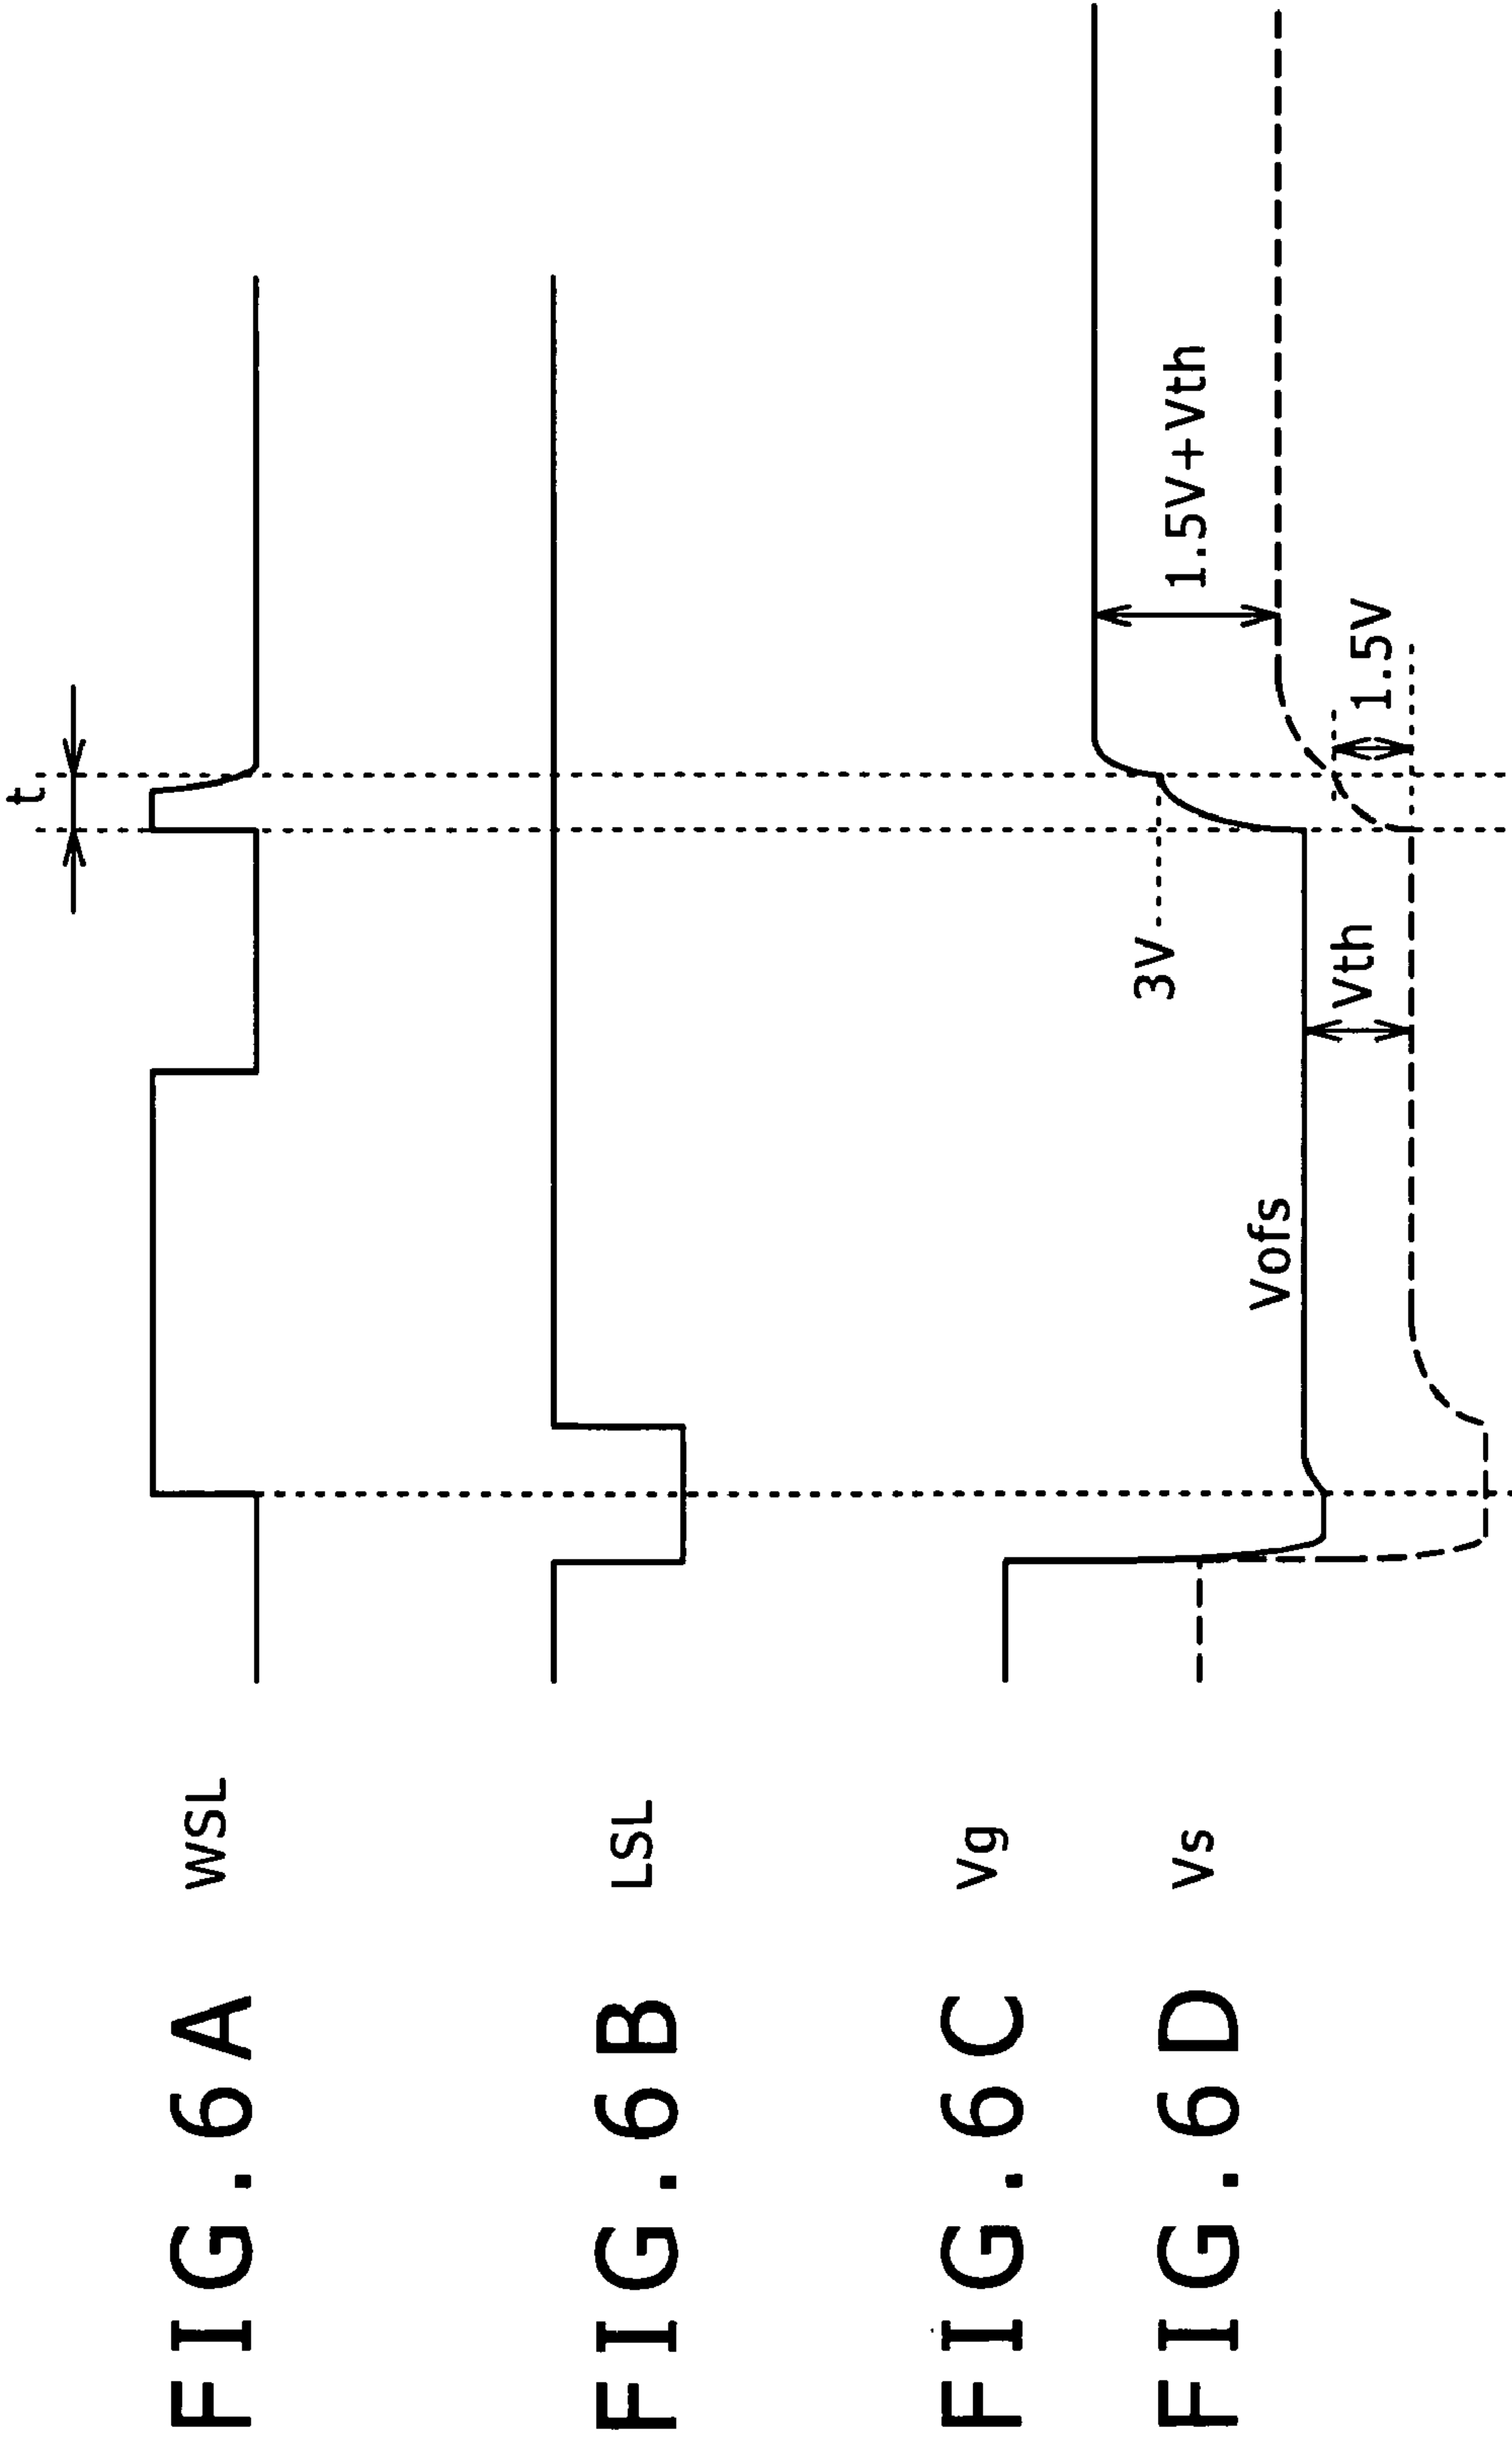 t
FIG. 6A WSL
FIG. 6B LSL
3V
1.5V+Vth
FIG. 6C Vg
Vofs
Vth
1.5V
FIG. 6D Vs